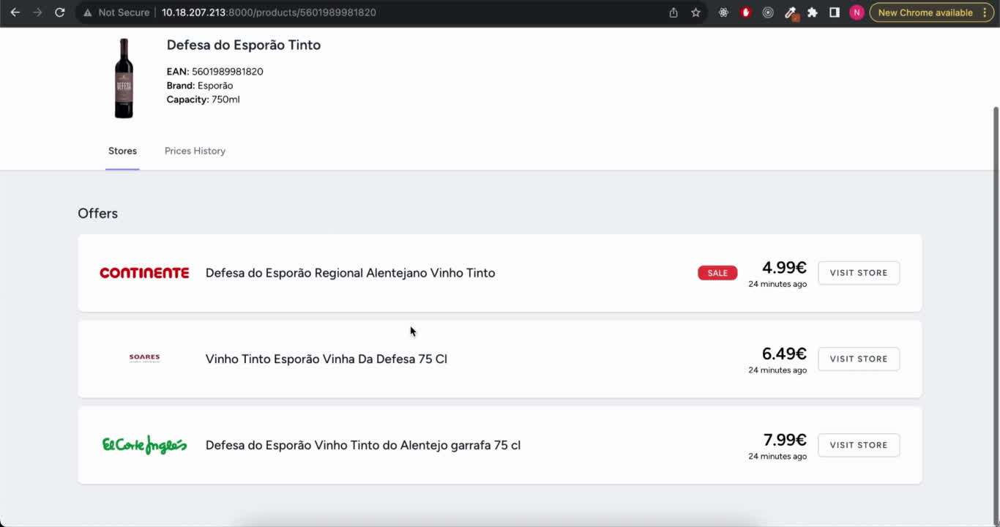 Not Secure 10.18.207.213:8000/products/5601989981820 N New Chrome available
Defesa do Esporão Tinto
EAN: 5601989981820
Brand: Esporão
Capacity: 750ml
DEFESA
Stores Prices History
Offers
CONTINENTE Defesa do Esporão Regional Alentejano Vinho Tinto SALE 4.99€ VISIT STORE
24 minutes ago
SOARES Vinho Tinto Esporão Vinha Da Defesa 75 Cl 6.49€ VISIT STORE
24 minutes ago
El Corte Inglés Defesa do Esporão Vinho Tinto do Alentejo garrafa 75 cl 7.99€ VISIT STORE
24 minutes ago